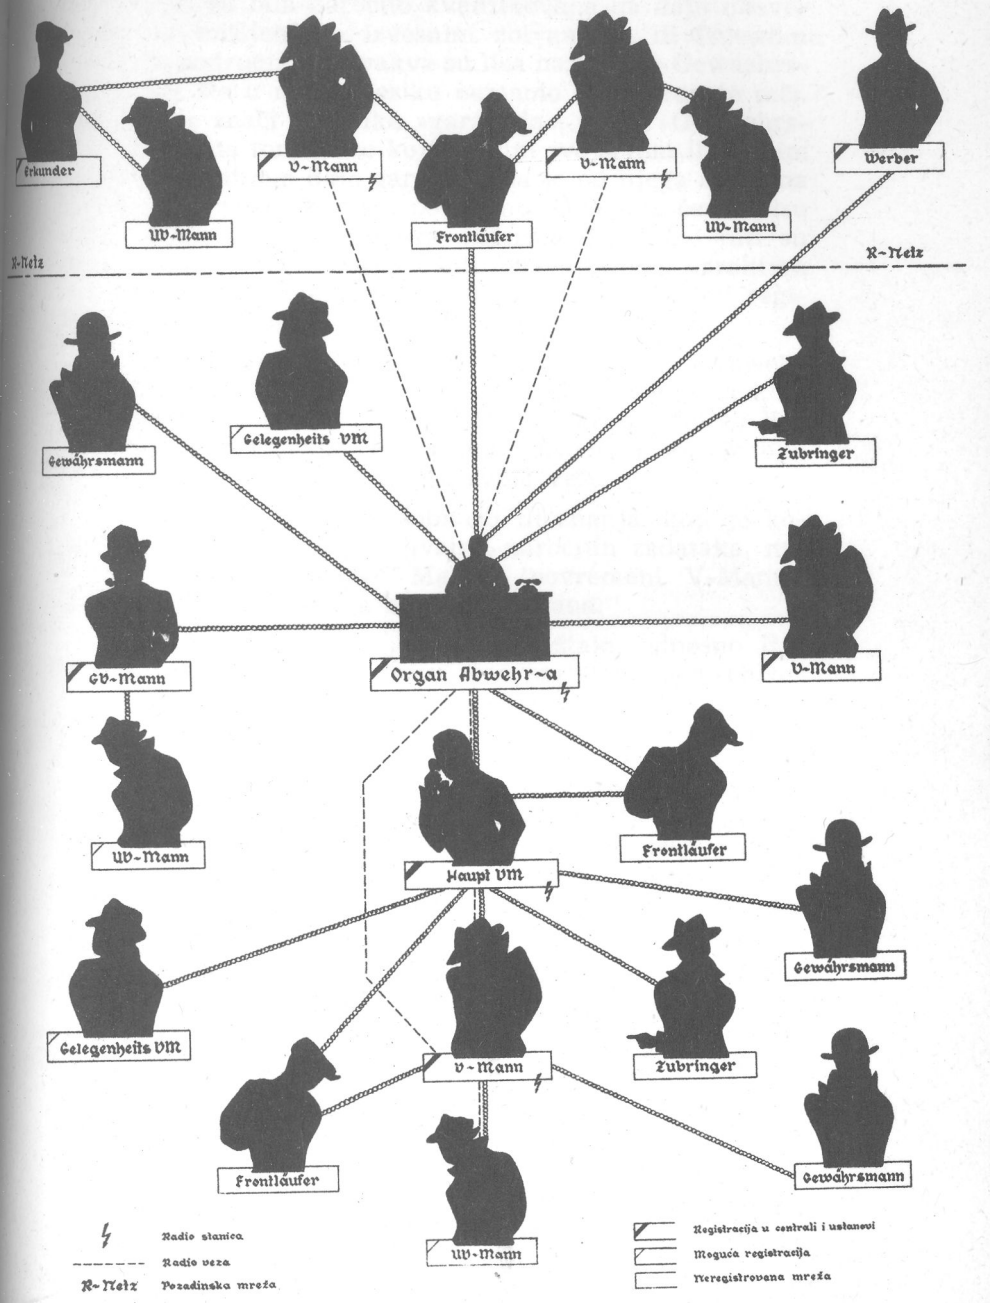 Erkunder
V-Mann
V-Mann
Werber
UV-Mann
Frontläufer
UV-Mann
R-Netz
R-Netz
Gewährsmann
Gelegenheits VM
Zubringer
GV-Mann
Organ Abwehr-a
V-Mann
UV-Mann
Haupt VM
Frontläufer
Gewährsmann
Gelegenheits VM
V-Mann
Zubringer
Frontläufer
Gewährsmann
UV-Mann
Radio stanica
Radio veza
R-Netz Pozadinska mreža
Registracija u centrali i ustanovi
Moguća registracija
Neregistrovana mreža